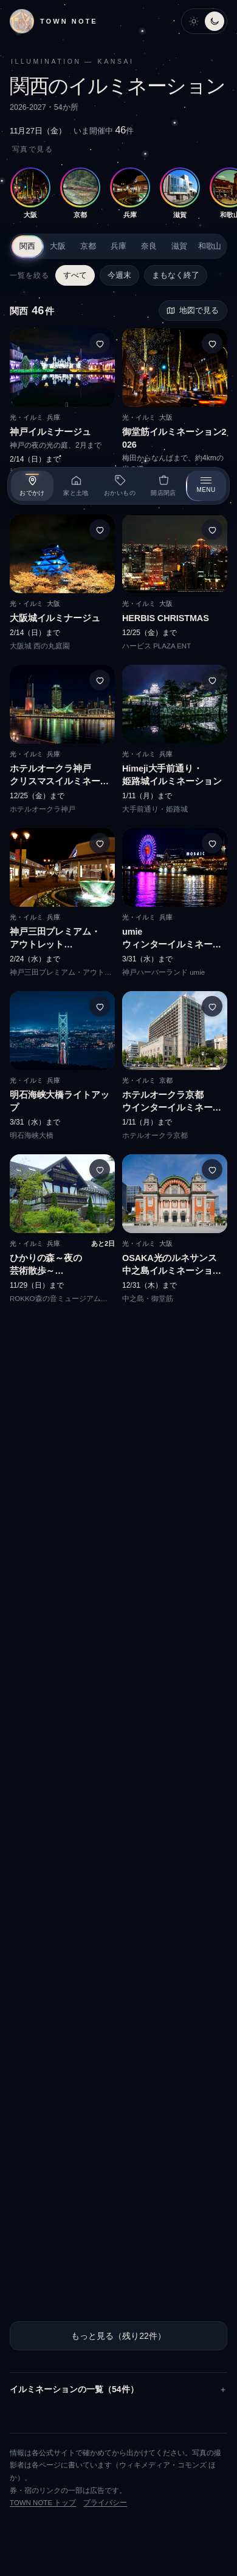 TOWN NOTE
ILLUMINATION — KANSAI
関西のイルミネーション
2026-2027・54か所
11月27日（金） いま開催中 46件
写真で見る
大阪 京都 兵庫 滋賀 和歌山
関西 大阪 京都 兵庫 奈良 滋賀 和歌山
一覧を絞る すべて 今週末 まもなく終了
関西 46件 地図で見る
光・イルミ 兵庫
神戸イルミナージュ
神戸の夜の光の庭、2月まで
2/14（日）まで
光・イルミ 大阪
御堂筋イルミネーション2026
梅田からなんばまで、約4kmの
おでかけ 家と土地 おかいもの 開店閉店 MENU
光・イルミ 大阪
大阪城イルミナージュ
2/14（日）まで
大阪城 西の丸庭園
光・イルミ 大阪
HERBIS CHRISTMAS
12/25（金）まで
ハービス PLAZA ENT
光・イルミ 兵庫
ホテルオークラ神戸
クリスマスイルミネー…
12/25（金）まで
ホテルオークラ神戸
光・イルミ 兵庫
Himeji大手前通り・
姫路城イルミネーション
1/11（月）まで
大手前通り・姫路城
光・イルミ 兵庫
神戸三田プレミアム・
アウトレット…
2/24（水）まで
神戸三田プレミアム・アウト…
MOSAIC
光・イルミ 兵庫
umie
ウィンターイルミネー…
3/31（水）まで
神戸ハーバーランド umie
光・イルミ 兵庫
明石海峡大橋ライトアップ
3/31（水）まで
明石海峡大橋
光・イルミ 京都
ホテルオークラ京都
ウインターイルミネー…
1/11（月）まで
ホテルオークラ京都
光・イルミ 兵庫 あと2日
ひかりの森～夜の
芸術散歩～…
11/29（日）まで
ROKKO森の音ミュージアム…
光・イルミ 大阪
OSAKA光のルネサンス
中之島イルミネーショ…
12/31（木）まで
中之島・御堂筋
もっと見る（残り22件）
イルミネーションの一覧（54件） +
情報は各公式サイトで確かめてから出かけてください。写真の撮
影者は各ページに書いています（ウィキメディア・コモンズ ほ
か）。
券・宿のリンクの一部は広告です。
TOWN NOTE トップ プライバシー